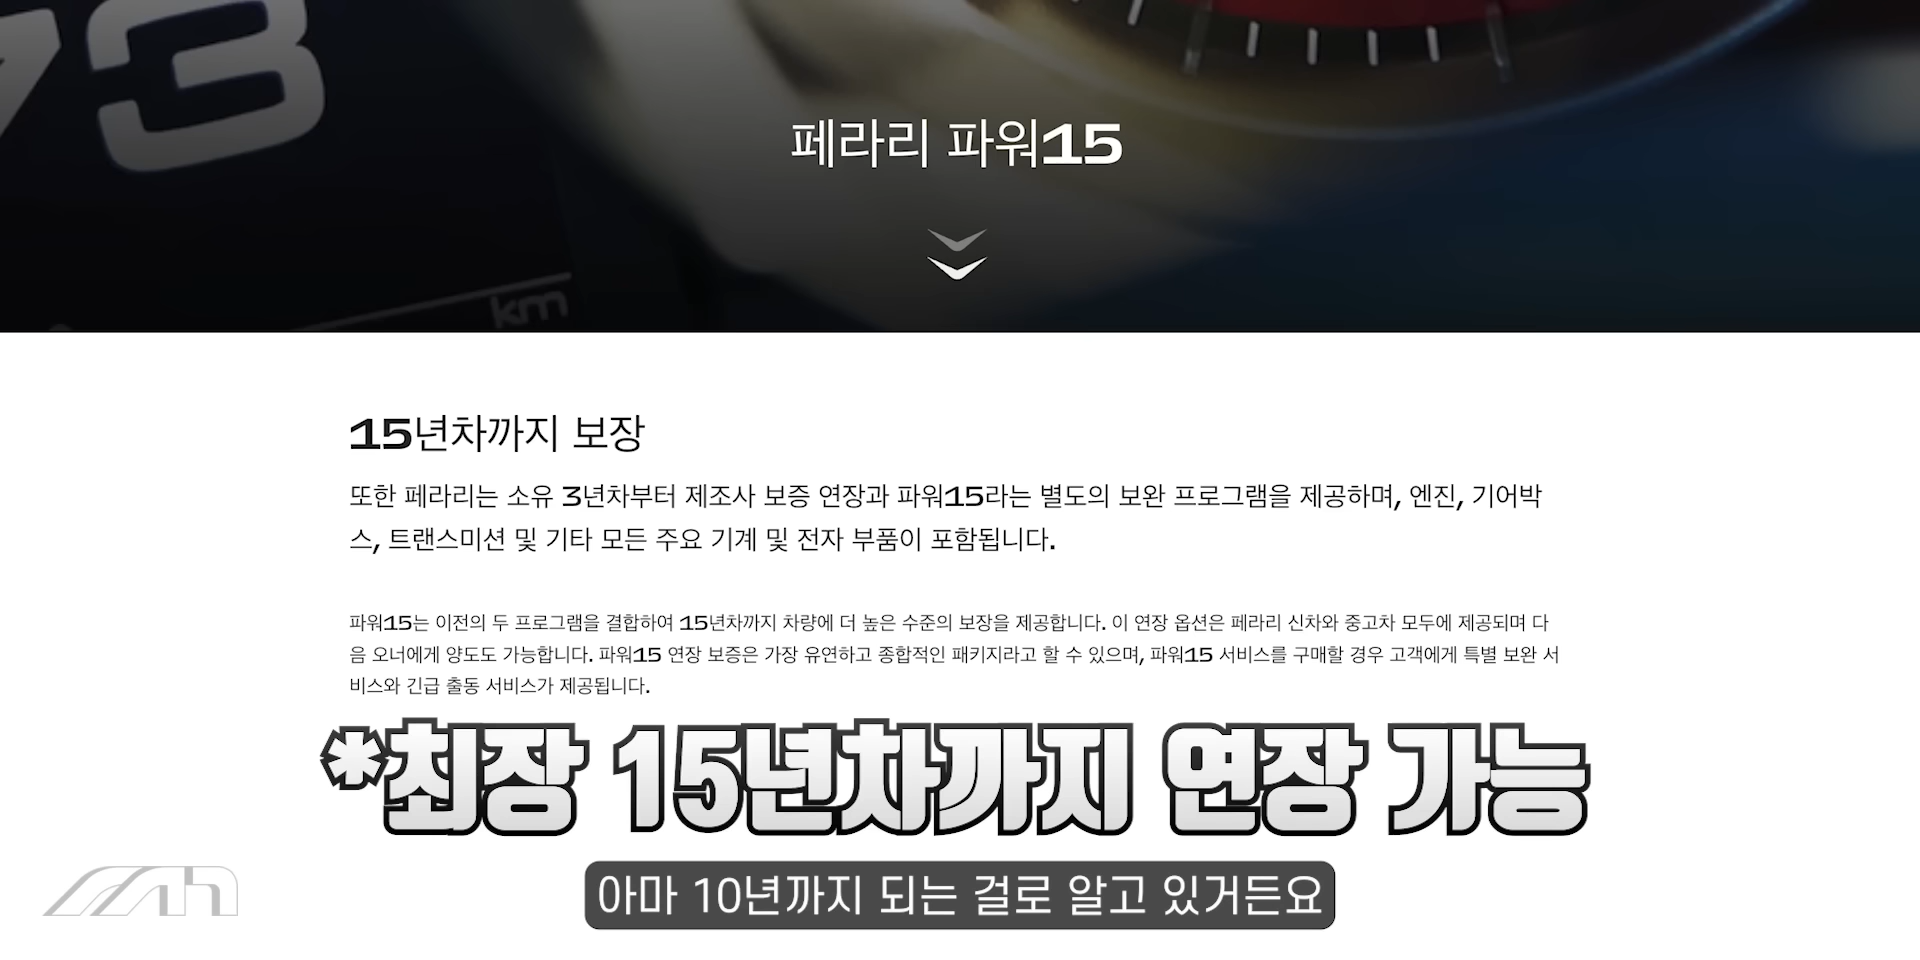 73
km
페라리 파워15
15년차까지 보장
또한 페라리는 소유 3년차부터 제조사 보증 연장과 파워15라는 별도의 보완 프로그램을 제공하며, 엔진, 기어박
스, 트랜스미션 및 기타 모든 주요 기계 및 전자 부품이 포함됩니다.
파워15는 이전의 두 프로그램을 결합하여 15년차까지 차량에 더 높은 수준의 보장을 제공합니다. 이 연장 옵션은 페라리 신차와 중고차 모두에 제공되며 다
음 오너에게 양도도 가능합니다. 파워15 연장 보증은 가장 유연하고 종합적인 패키지라고 할 수 있으며, 파워15 서비스를 구매할 경우 고객에게 특별 보완 서
비스와 긴급 출동 서비스가 제공됩니다.
*최장 15년차까지 연장 가능
아마 10년까지 되는 걸로 알고 있거든요